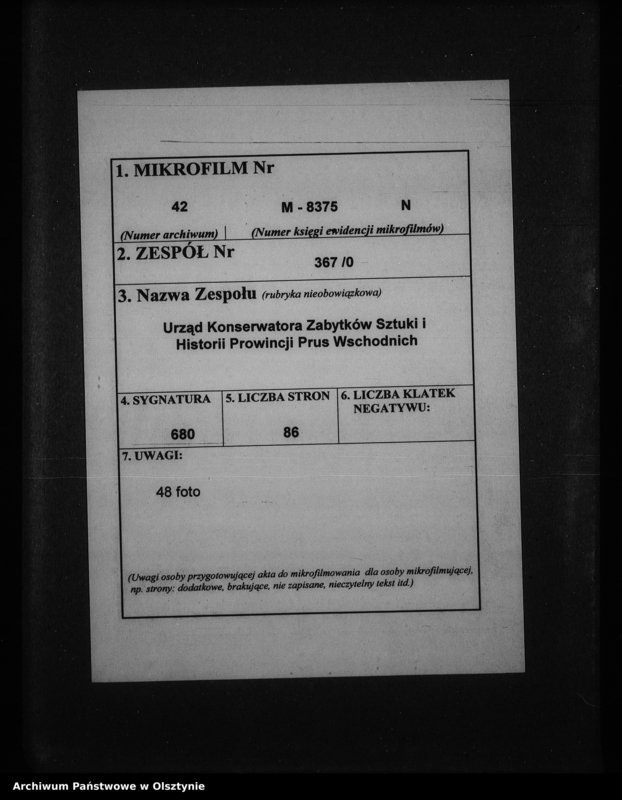 1. MIKROFILM Nr
42 M - 8375 N
(Numer archiwum) (Numer księgi ewidencji mikrofilmów)
2. ZESPÓŁ Nr
367 /0
3. Nazwa Zespołu (rubryka nieobowiązkowa)
Urząd Konserwatora Zabytków Sztuki i
Historii Prowincji Prus Wschodnich
4. SYGNATURA
680
5. LICZBA STRON
86
6. LICZBA KLATEK
NEGATYWU:
7. UWAGI:
48 foto
(Uwagi osoby przygotowującej akta do mikrofilmowania dla osoby mikrofilmującej,
np. strony: dodatkowe, brakujące, nie zapisane, nieczytelny tekst itd.)
Archiwum Państwowe w Olsztynie